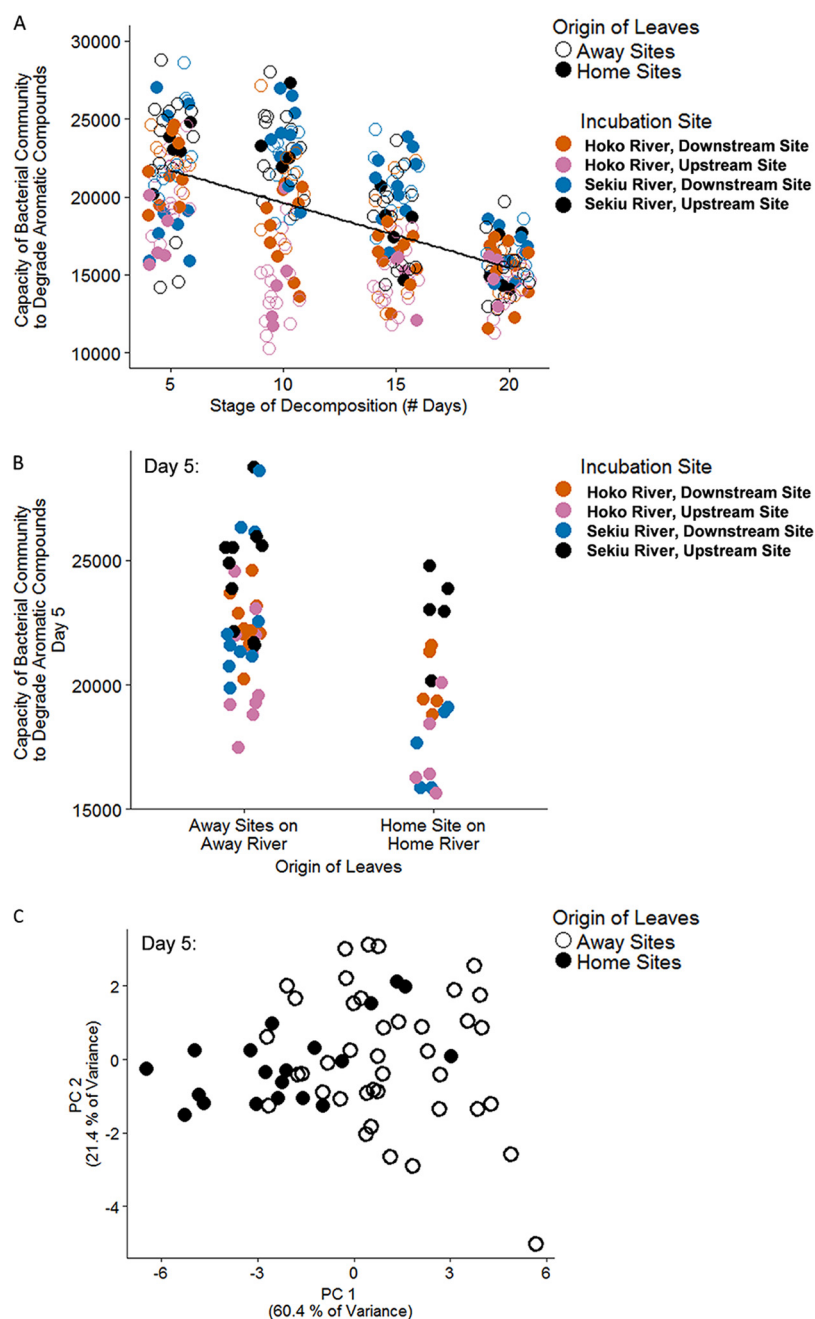 A
Capacity of Bacterial Community
to Degrade Aromatic Compounds
30000
25000
20000
15000
10000
5
10
15
20
Stage of Decomposition (# Days)
Origin of Leaves
Away Sites
Home Sites
Incubation Site
Hoko River, Downstream Site
Hoko River, Upstream Site
Sekiu River, Downstream Site
Sekiu River, Upstream Site
B
Day 5:
Capacity of Bacterial Community
to Degrade Aromatic Compounds
Day 5
25000
20000
15000
Away Sites on
Away River
Home Site on
Home River
Origin of Leaves
Incubation Site
Hoko River, Downstream Site
Hoko River, Upstream Site
Sekiu River, Downstream Site
Sekiu River, Upstream Site
C
Day 5:
PC 2
(21.4 % of Variance)
2
0
-2
-4
-6
-3
0
3
6
PC 1
(60.4 % of Variance)
Origin of Leaves
Away Sites
Home Sites